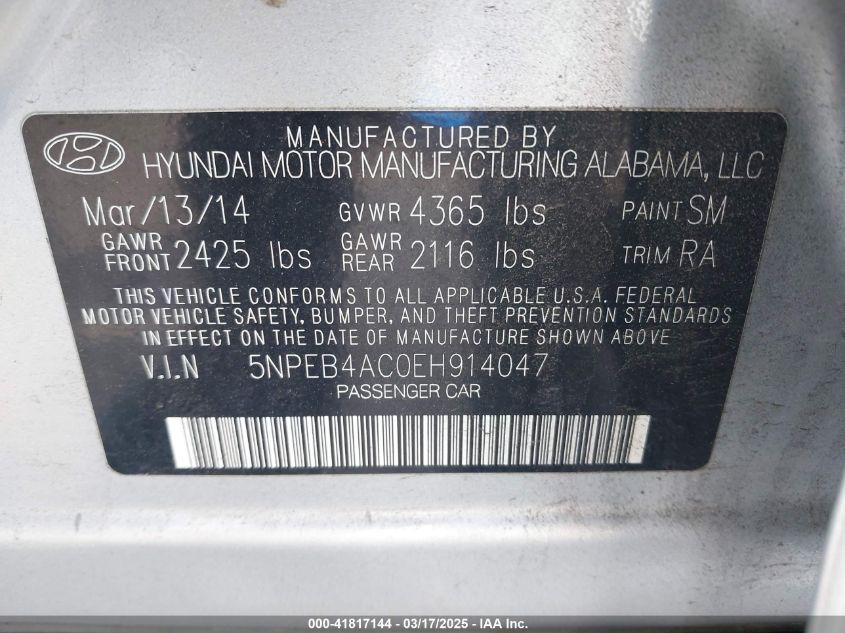 MANUFACTURED BY
HYUNDAI MOTOR MANUFACTURING ALABAMA, LLC
Mar/13/14 GVWR 4365 lbs PAINT SM
GAWR FRONT 2425 lbs GAWR REAR 2116 lbs TRIM RA
THIS VEHICLE CONFORMS TO ALL APPLICABLE U.S.A. FEDERAL
MOTOR VEHICLE SAFETY, BUMPER, AND THEFT PREVENTION STANDARDS
IN EFFECT ON THE DATE OF MANUFACTURE SHOWN ABOVE
V.I.N 5NPEB4AC0EH914047
PASSENGER CAR
000-41817144 — 03/17/2025 — IAA Inc.